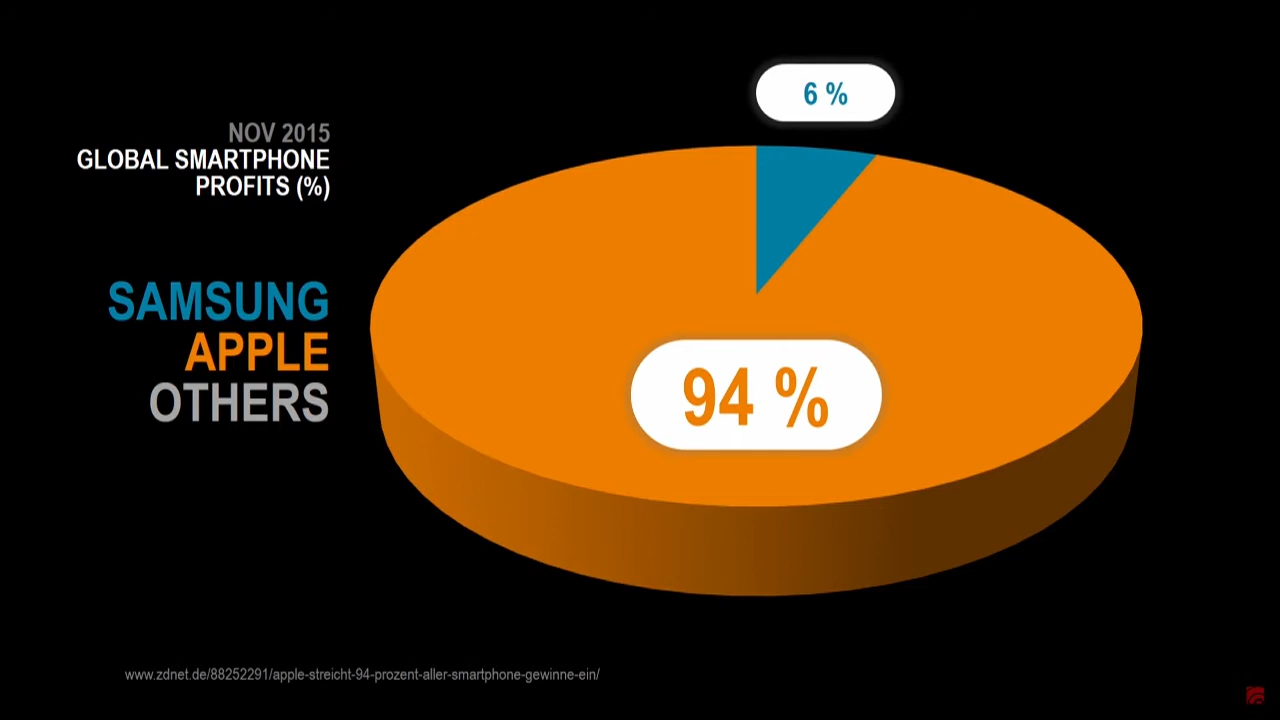 6 %
NOV 2015
GLOBAL SMARTPHONE
PROFITS (%)
SAMSUNG
APPLE
OTHERS
94 %
www.zdnet.de/88252291/apple-streicht-94-prozent-aller-smartphone-gewinne-ein/